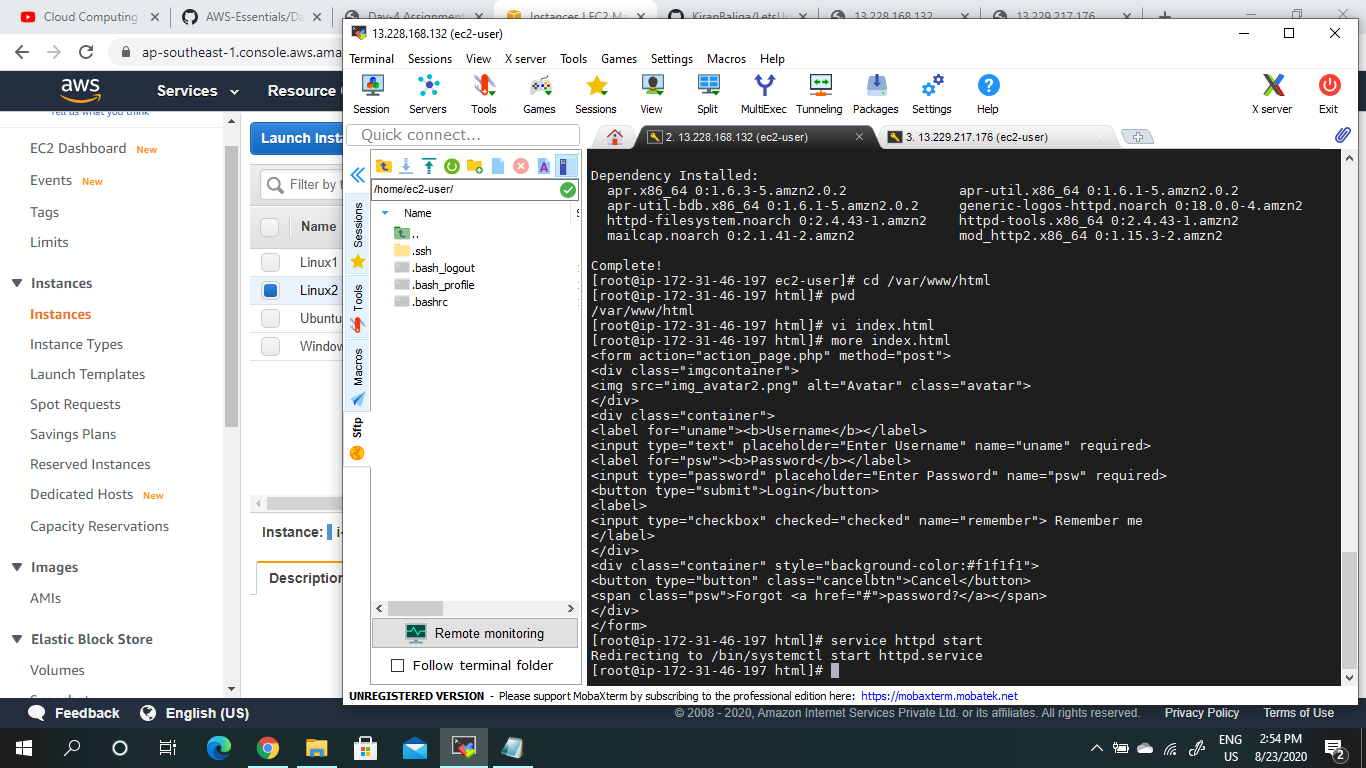 Cloud Computing
AWS-Essentials/Da
Day-4 Assignment
Instances | EC2 Ma
KiranBaliga/LetsUs
13.228.168.132
13.229.217.176
ap-southeast-1.console.aws.ama
aws
Services
Resource
Tell us what you think
EC2 Dashboard New
Events New
Tags
Limits
Instances
Instances
Instance Types
Launch Templates
Spot Requests
Savings Plans
Reserved Instances
Dedicated Hosts New
Capacity Reservations
Images
AMIs
Elastic Block Store
Volumes
Launch Insta
Filter by t
Name
Linux1
Linux2
Ubuntu
Window
Instance: i-
Description
13.228.168.132 (ec2-user)
Terminal Sessions View X server Tools Games Settings Macros Help
Session Servers Tools Games Sessions View Split MultiExec Tunneling Packages Settings Help X server Exit
Quick connect...
2. 13.228.168.132 (ec2-user)
3. 13.229.217.176 (ec2-user)
Sessions
Tools
Macros
Sftp
/home/ec2-user/
Name
..
.ssh
.bash_logout
.bash_profile
.bashrc
Remote monitoring
Follow terminal folder
Dependency Installed:
apr.x86_64 0:1.6.3-5.amzn2.0.2 apr-util.x86_64 0:1.6.1-5.amzn2.0.2
apr-util-bdb.x86_64 0:1.6.1-5.amzn2.0.2 generic-logos-httpd.noarch 0:18.0.0-4.amzn2
httpd-filesystem.noarch 0:2.4.43-1.amzn2 httpd-tools.x86_64 0:2.4.43-1.amzn2
mailcap.noarch 0:2.1.41-2.amzn2 mod_http2.x86_64 0:1.15.3-2.amzn2
Complete!
[root@ip-172-31-46-197 ec2-user]# cd /var/www/html
[root@ip-172-31-46-197 html]# pwd
/var/www/html
[root@ip-172-31-46-197 html]# vi index.html
[root@ip-172-31-46-197 html]# more index.html
<form action="action_page.php" method="post">
<div class="imgcontainer">
<img src="img_avatar2.png" alt="Avatar" class="avatar">
</div>
<div class="container">
<label for="uname"><b>Username</b></label>
<input type="text" placeholder="Enter Username" name="uname" required>
<label for="psw"><b>Password</b></label>
<input type="password" placeholder="Enter Password" name="psw" required>
<button type="submit">Login</button>
<label>
<input type="checkbox" checked="checked" name="remember"> Remember me
</label>
</div>
<div class="container" style="background-color:#f1f1f1">
<button type="button" class="cancelbtn">Cancel</button>
<span class="psw">Forgot <a href="#">password?</a></span>
</div>
</form>
[root@ip-172-31-46-197 html]# service httpd start
Redirecting to /bin/systemctl start httpd.service
[root@ip-172-31-46-197 html]#
UNREGISTERED VERSION - Please support MobaXterm by subscribing to the professional edition here: https://mobaxterm.mobatek.net
Feedback
English (US)
© 2008 - 2020, Amazon Internet Services Private Ltd. or its affiliates. All rights reserved.
Privacy Policy
Terms of Use
ENG
US
2:54 PM
8/23/2020
2